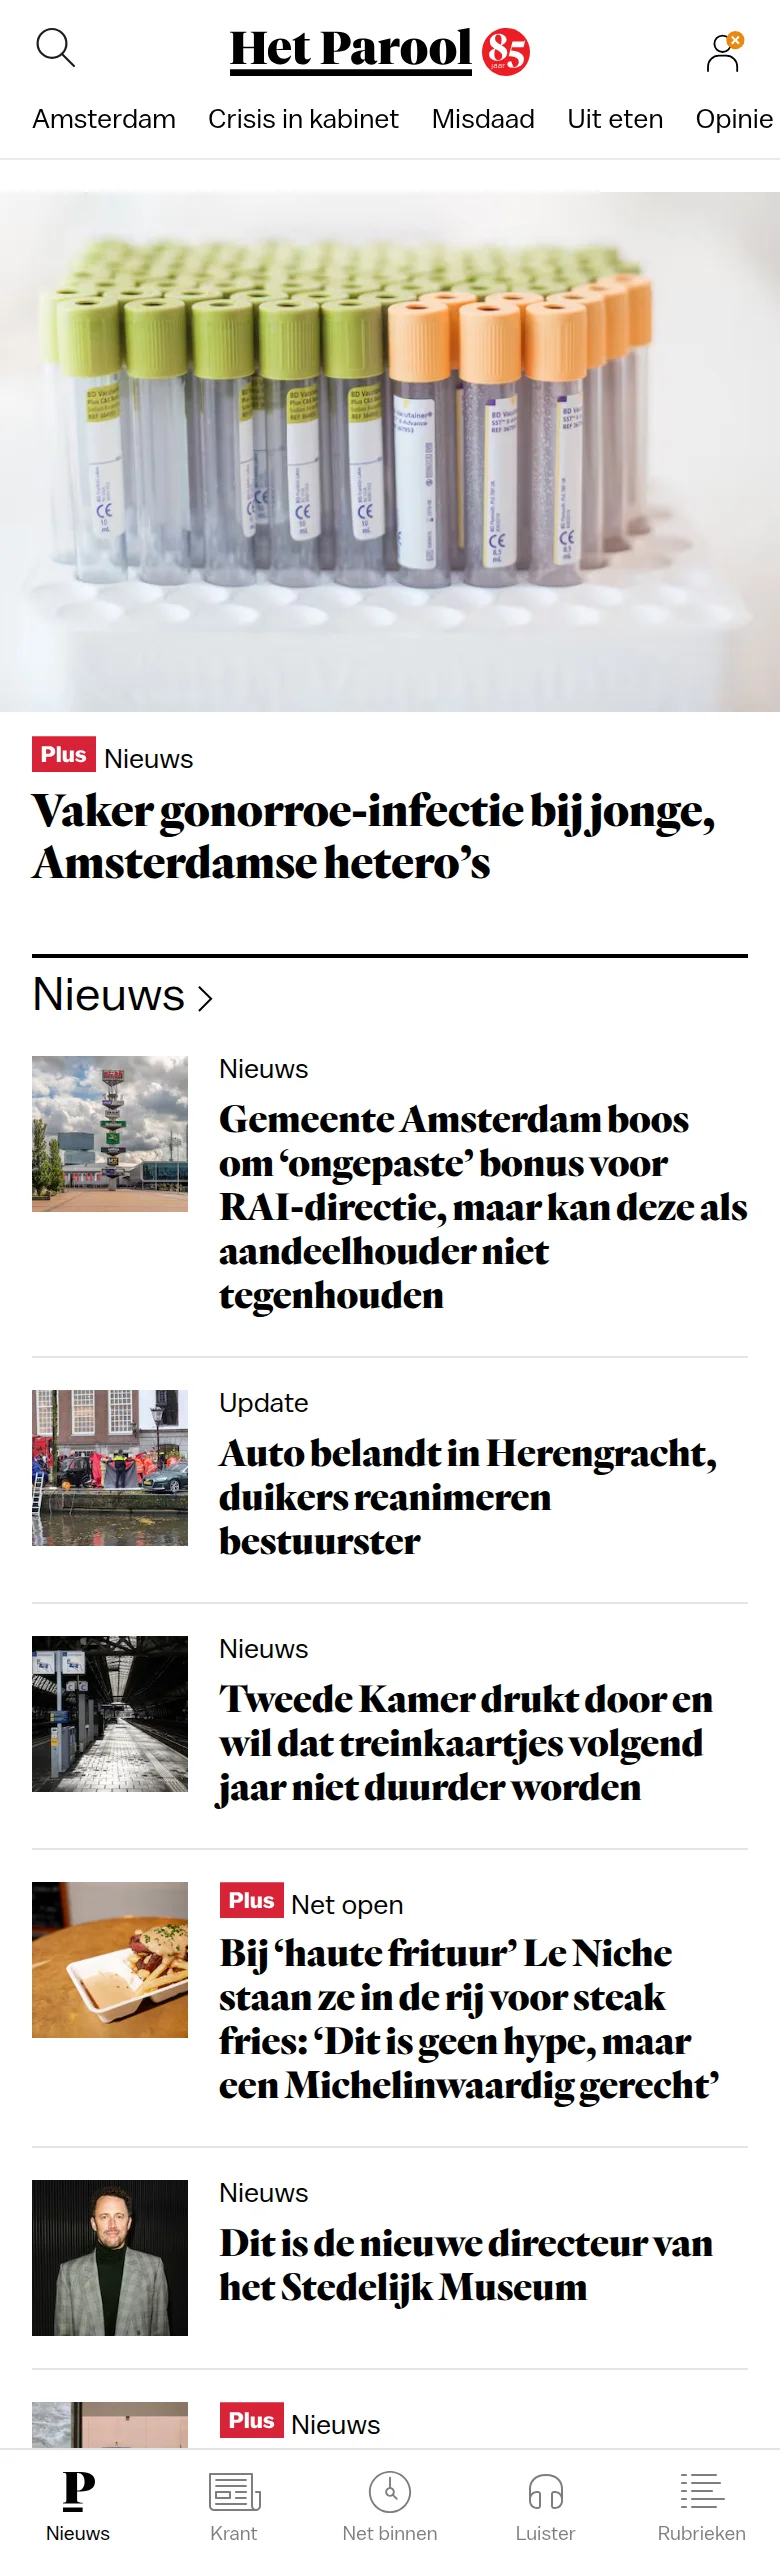 Het Parool 85 jaar
Amsterdam Crisis in kabinet Misdaad Uit eten Opinie
Plus Nieuws
Vaker gonorroe-infectie bij jonge,
Amsterdamse hetero’s
Nieuws
Nieuws
Gemeente Amsterdam boos
om ‘ongepaste’ bonus voor
RAI-directie, maar kan deze als
aandeelhouder niet
tegenhouden
Update
Auto belandt in Herengracht,
duikers reanimeren
bestuurster
Nieuws
Tweede Kamer drukt door en
wil dat treinkaartjes volgend
jaar niet duurder worden
Plus Net open
Bij ‘haute frituur’ Le Niche
staan ze in de rij voor steak
fries: ‘Dit is geen hype, maar
een Michelinwaardig gerecht’
Nieuws
Dit is de nieuwe directeur van
het Stedelijk Museum
Plus Nieuws
Nieuws Krant Net binnen Luister Rubrieken